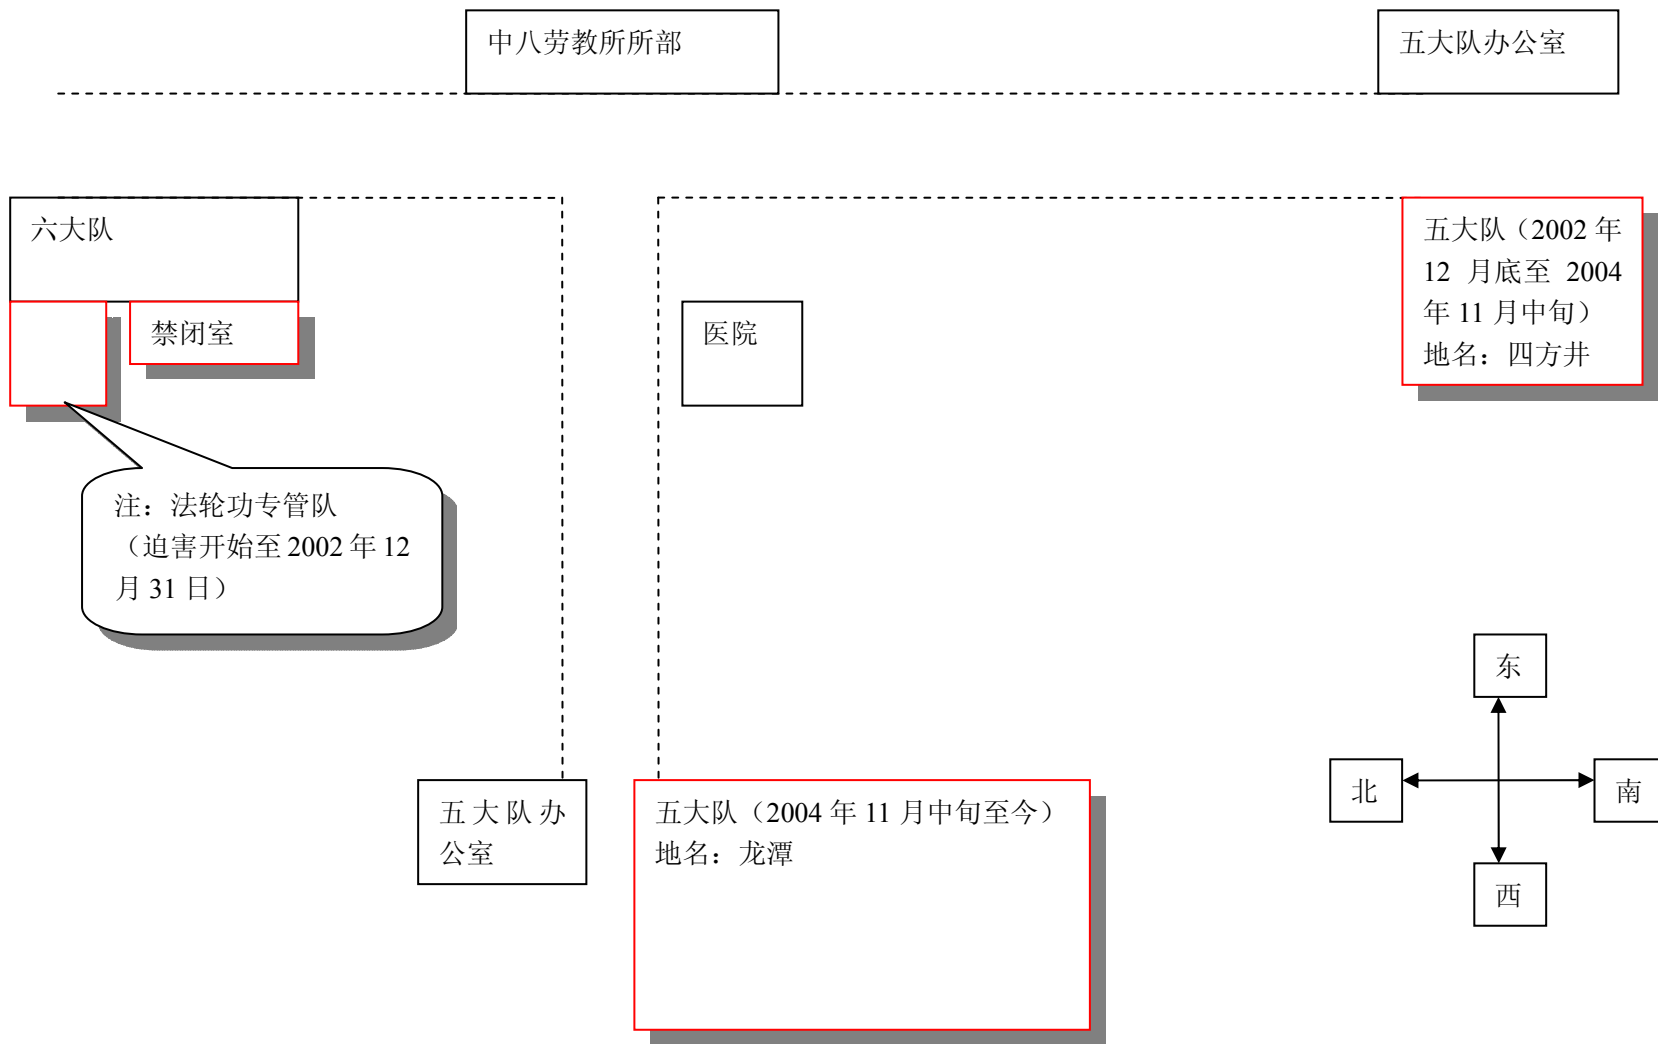 中八劳教所所部
五大队办公室
六大队
禁闭室
医院
五大队（2002 年
12 月底至 2004
年 11 月中旬）
地名：四方井
注：法轮功专管队
（迫害开始至 2002 年 12
月 31 日）
五大队办
公室
五大队（2004 年 11 月中旬至今）
地名：龙潭
东
北
南
西